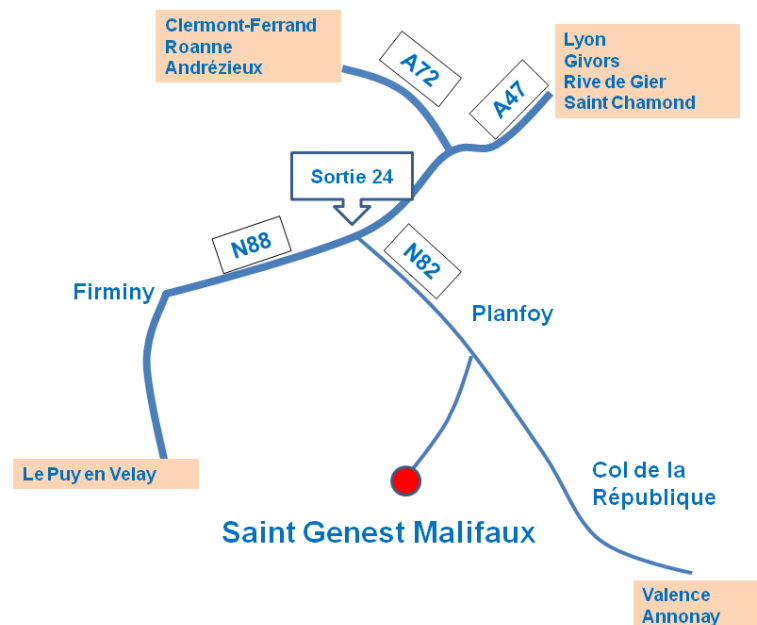 Clermont-Ferrand
Roanne
Andrézieux
A72
A47
Lyon
Givors
Rive de Gier
Saint Chamond
Sortie 24
N88
N82
Firminy
Planfoy
Le Puy en Velay
Col de la
République
Saint Genest Malifaux
Valence
Annonay